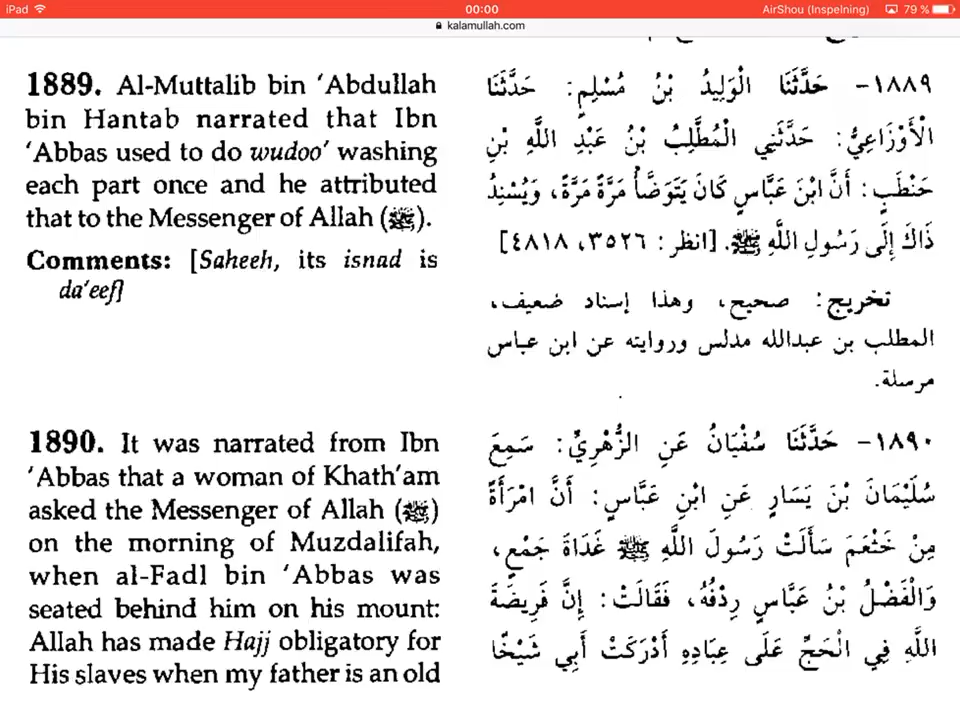 iPad 00:00 AirShou (Inspelning) 79 %
kalamullah.com
1889. Al-Muttalib bin ‘Abdullah
bin Hantab narrated that Ibn
‘Abbas used to do wudoo’ washing
each part once and he attributed
that to the Messenger of Allah (ﷺ).
Comments: [Saheeh, its isnad is
da’eef]
١٨٨٩- حَدَّثَنَا الْوَلِيدُ بْنُ مُسْلِمٍ: حَدَّثَنَا
الْأَوْزَاعِيُّ: حَدَّثَنِي الْمُطَّلِبُ بْنُ عَبْدِ اللَّهِ بْنِ
حَنْطَبٍ: أَنَّ ابْنَ عَبَّاسٍ كَانَ يَتَوَضَّأُ مَرَّةً مَرَّةً، وَيُسْنِدُ
ذَاكَ إِلَى رَسُولِ اللَّهِ ﷺ. [انظر: ٣٥٢٦، ٤٨١٨]
تخريج: صحيح، وهذا إسناد ضعيف،
المطلب بن عبدالله مدلس وروايته عن ابن عباس
مرسلة.
1890. It was narrated from Ibn
‘Abbas that a woman of Khath’am
asked the Messenger of Allah (ﷺ)
on the morning of Muzdalifah,
when al-Fadl bin ‘Abbas was
seated behind him on his mount:
Allah has made Hajj obligatory for
His slaves when my father is an old
١٨٩٠- حَدَّثَنَا سُفْيَانُ عَنِ الزُّهْرِيِّ: سَمِعَ
سُلَيْمَانَ بْنَ يَسَارٍ عَنِ ابْنِ عَبَّاسٍ: أَنَّ امْرَأَةً
مِنْ خَثْعَمَ سَأَلَتْ رَسُولَ اللَّهِ ﷺ غَدَاةَ جَمْعٍ،
وَالْفَضْلُ بْنُ عَبَّاسٍ رِدْفُهُ، فَقَالَتْ: إِنَّ فَرِيضَةَ
اللَّهِ فِي الْحَجِّ عَلَى عِبَادِهِ أَدْرَكَتْ أَبِي شَيْخًا